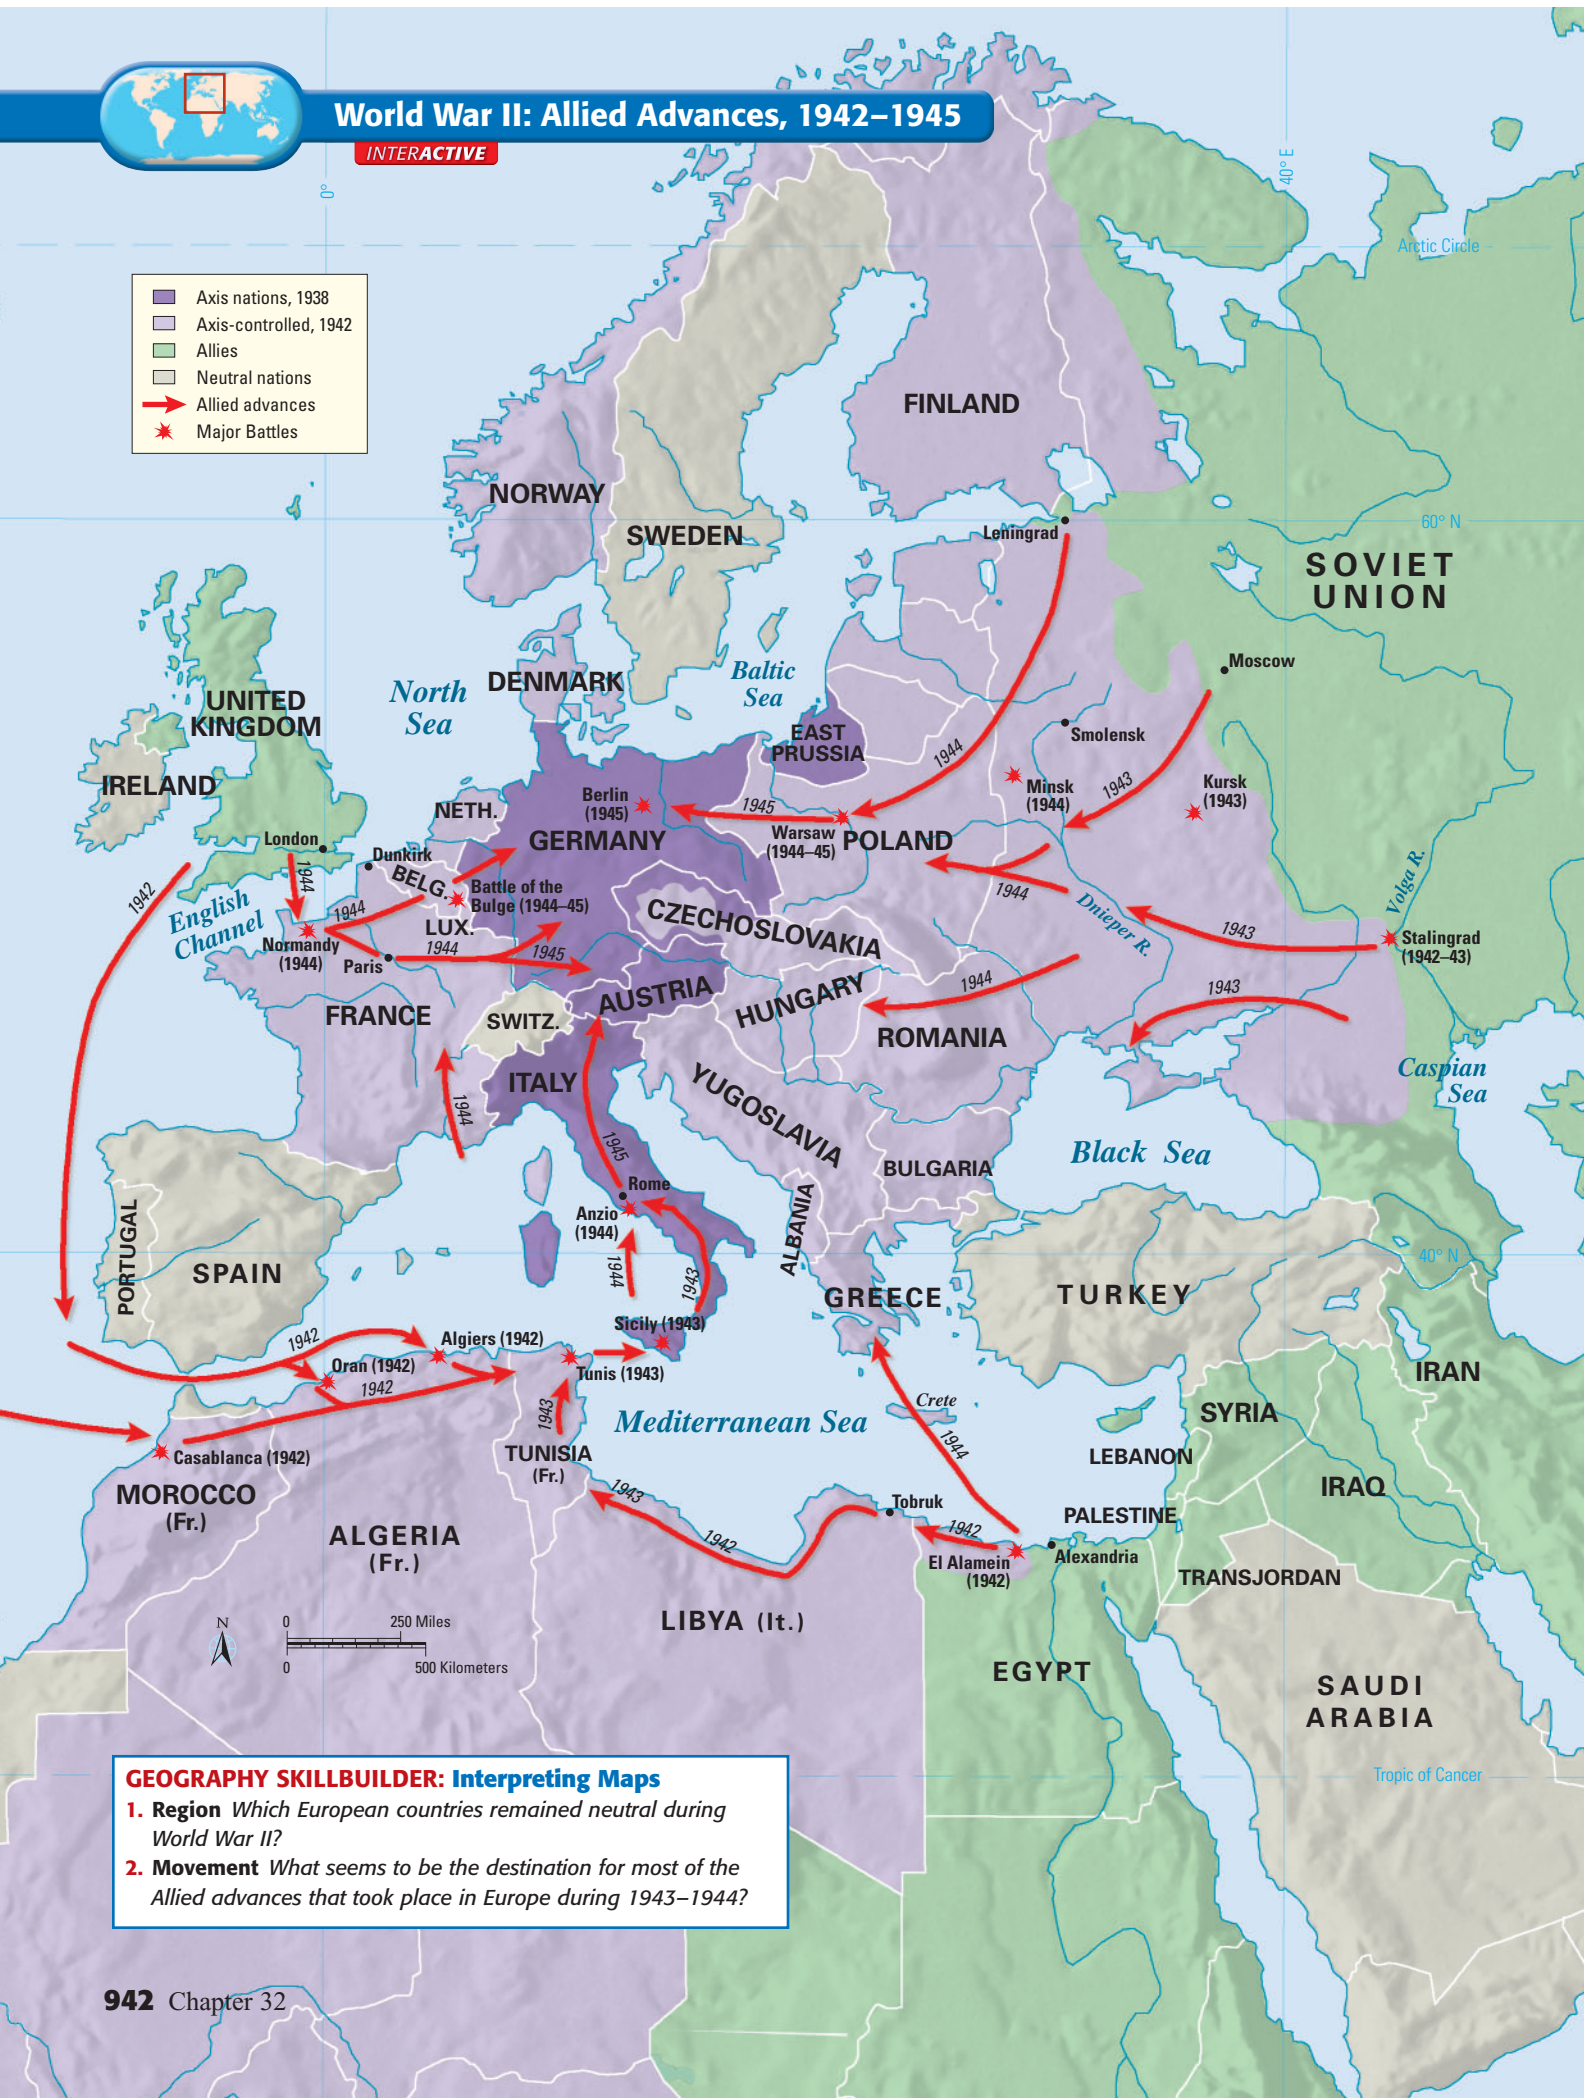 World War II: Allied Advances, 1942–1945
INTERACTIVE
0°
40° E
Arctic Circle
Axis nations, 1938
Axis-controlled, 1942
Allies
Neutral nations
Allied advances
Major Battles
FINLAND
NORWAY
SWEDEN
Leningrad
60° N
SOVIET
UNION
Moscow
North
Sea
DENMARK
Baltic
Sea
UNITED
KINGDOM
EAST
PRUSSIA
Smolensk
1944
IRELAND
Minsk
(1944)
1943
Kursk
(1943)
NETH.
Berlin
(1945)
1945
Warsaw
(1944–45)
POLAND
GERMANY
London
Dunkirk
1944
BELG.
Battle of the
Bulge (1944–45)
1942
English
Channel
1944
LUX.
CZECHOSLOVAKIA
1944
Dnieper R.
Volga R.
1943
Stalingrad
(1942–43)
Normandy
(1944)
Paris
1944
1945
AUSTRIA
HUNGARY
1944
1943
FRANCE
SWITZ.
ROMANIA
Caspian
Sea
ITALY
1944
YUGOSLAVIA
1945
Black Sea
BULGARIA
Rome
Anzio
(1944)
ALBANIA
PORTUGAL
SPAIN
1944
1943
GREECE
TURKEY
40° N
Sicily (1943)
1942
Algiers (1942)
Oran (1942)
1942
Tunis (1943)
IRAN
1943
Mediterranean Sea
Crete
1944
SYRIA
Casablanca (1942)
TUNISIA
(Fr.)
LEBANON
IRAQ
MOROCCO
(Fr.)
1943
1942
Tobruk
PALESTINE
ALGERIA
(Fr.)
1942
El Alamein
(1942)
Alexandria
TRANSJORDAN
N
0
250 Miles
0
500 Kilometers
LIBYA (It.)
EGYPT
SAUDI
ARABIA
Tropic of Cancer
GEOGRAPHY SKILLBUILDER: Interpreting Maps
1. Region Which European countries remained neutral during
World War II?
2. Movement What seems to be the destination for most of the
Allied advances that took place in Europe during 1943–1944?
942 Chapter 32